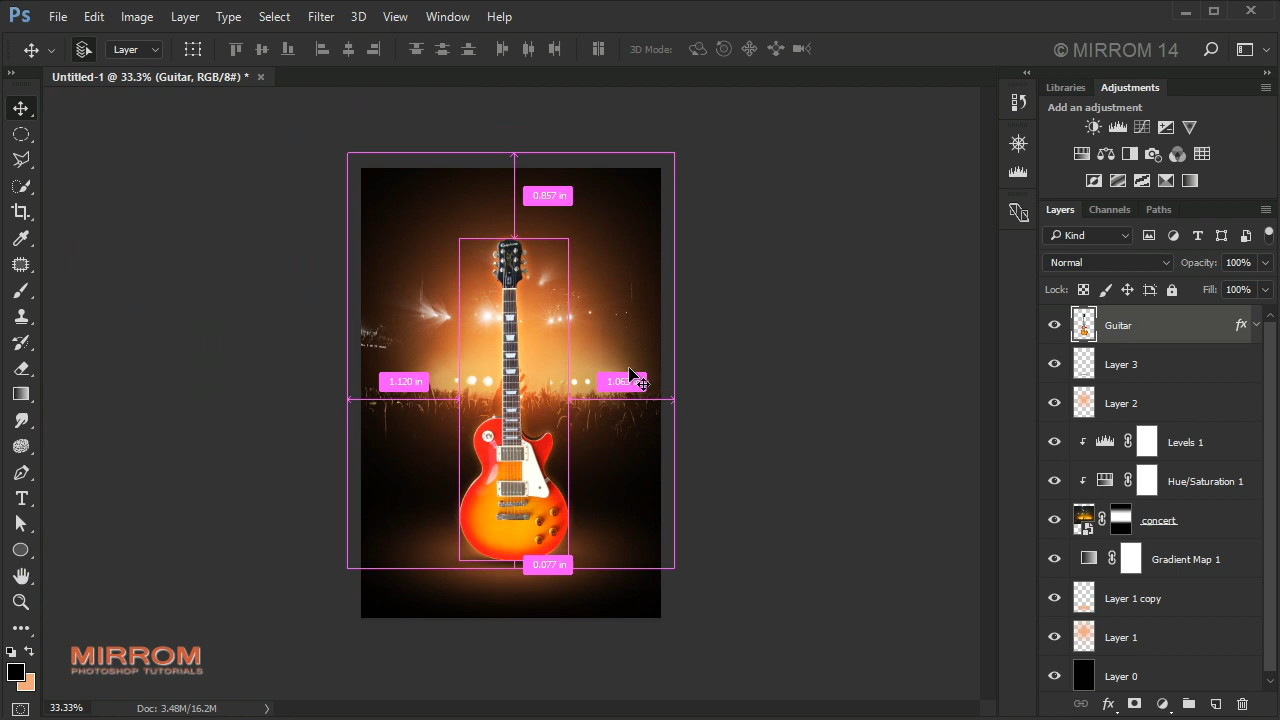 Ps File Edit Image Layer Type Select Filter 3D View Window Help
Layer 3D Mode: © MIRROM 14
Untitled-1 @ 33.3% (Guitar, RGB/8#) *
Libraries Adjustments
Add an adjustment
Layers Channels Paths
Kind
Normal Opacity: 100%
Lock: Fill: 100%
Guitar fx
Layer 3
Layer 2
Levels 1
Hue/Saturation 1
concert
Gradient Map 1
Layer 1 copy
Layer 1
Layer 0
fx
0.857 in
1.120 in
0.077 in
MIRROM
PHOTOSHOP TUTORIALS
33.33% Doc: 3.48M/16.2M